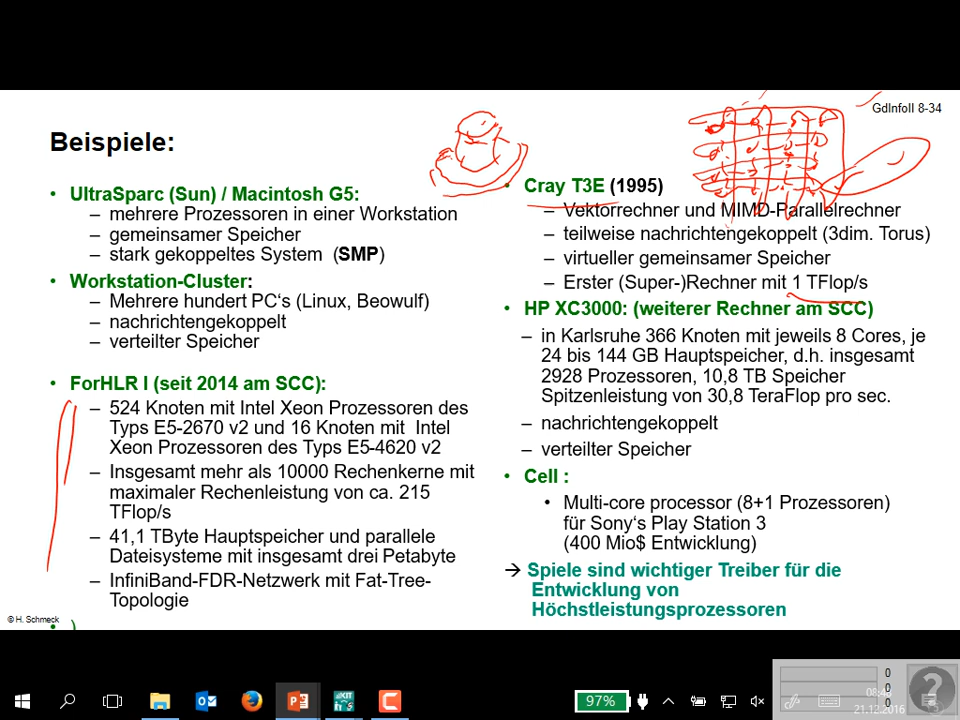 GdInfoII 8-34
Beispiele:
• UltraSparc (Sun) / Macintosh G5:
– mehrere Prozessoren in einer Workstation
– gemeinsamer Speicher
– stark gekoppeltes System (SMP)
• Workstation-Cluster:
– Mehrere hundert PC's (Linux, Beowulf)
– nachrichtengekoppelt
– verteilter Speicher
• ForHLR I (seit 2014 am SCC):
– 524 Knoten mit Intel Xeon Prozessoren des
Typs E5-2670 v2 und 16 Knoten mit Intel
Xeon Prozessoren des Typs E5-4620 v2
– Insgesamt mehr als 10000 Rechenkerne mit
maximaler Rechenleistung von ca. 215
TFlop/s
– 41,1 TByte Hauptspeicher und parallele
Dateisysteme mit insgesamt drei Petabyte
– InfiniBand-FDR-Netzwerk mit Fat-Tree-
Topologie
• Cray T3E (1995)
– Vektorrechner und MIMD-Parallelrechner
– teilweise nachrichtengekoppelt (3dim. Torus)
– virtueller gemeinsamer Speicher
– Erster (Super-)Rechner mit 1 TFlop/s
• HP XC3000: (weiterer Rechner am SCC)
– in Karlsruhe 366 Knoten mit jeweils 8 Cores, je
24 bis 144 GB Hauptspeicher, d.h. insgesamt
2928 Prozessoren, 10,8 TB Speicher
Spitzenleistung von 30,8 TeraFlop pro sec.
– nachrichtengekoppelt
– verteilter Speicher
• Cell :
• Multi-core processor (8+1 Prozessoren)
für Sony's Play Station 3
(400 Mio$ Entwicklung)
→ Spiele sind wichtiger Treiber für die
Entwicklung von
Höchstleistungsprozessoren
© H. Schmeck
97%
0
0
0
08:48
21.12.2016